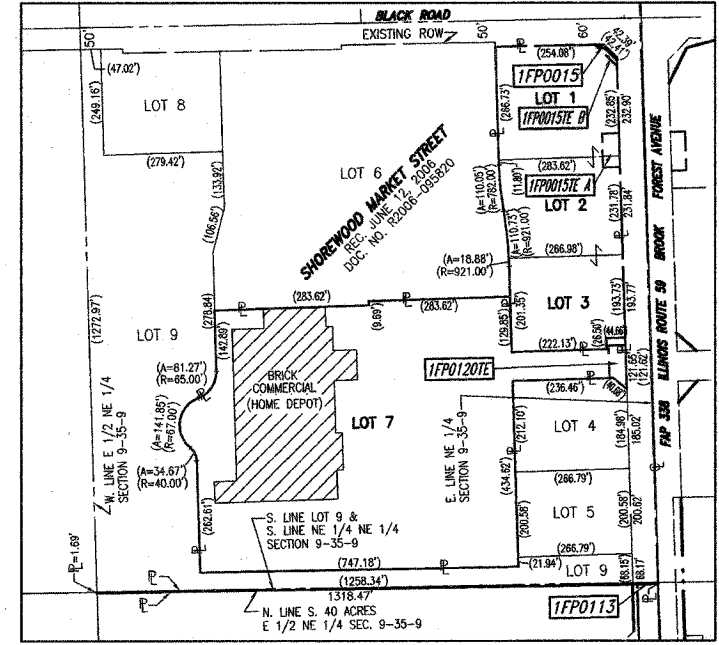 BLACK ROAD
EXISTING ROW
50'
50'
60'
42.39'
(42.41')
(47.02')
(249.16')
LOT 8
(279.42')
(133.92')
(106.56')
(254.08')
1FP0015
LOT 1
1FP0015TE B
(266.73')
(232.85')
232.90'
(283.62')
(11.80')
1FP0015TE A
LOT 2
(A=110.05')
(R=782.00')
(A=110.73')
(R=921.00')
(231.78')
231.84'
(266.98')
LOT 6
SHOREWOOD MARKET STREET
REC. JUNE 12, 2006
DOC. NO. R2006-095820
(A=18.88')
(R=921.00')
LOT 3
(193.73')
193.77'
(201.35')
(129.85')
(283.62')
(9.69')
(283.62')
(278.84')
(142.89')
(1272.97')
LOT 9
(A=81.27')
(R=65.00')
(A=141.85')
(R=67.00')
(A=34.67')
(R=40.00')
(262.61')
BRICK
COMMERCIAL
(HOME DEPOT)
LOT 7
(222.13')
(26.50')
(44.66')
121.65'
(121.62')
1FP0120TE
(236.46')
LOT 4
(212.10')
(434.62')
(184.98')
185.02'
(266.79')
LOT 5
(200.58')
(200.58')
200.62'
(266.79')
(21.94')
LOT 9
(68.15')
68.17'
1FP0113
W. LINE E 1/2 NE 1/4
SECTION 9-35-9
E. LINE NE 1/4
SECTION 9-35-9
S. LINE LOT 9 &
S. LINE NE 1/4 NE 1/4
SECTION 9-35-9
(747.18')
(1258.34')
1318.47'
N. LINE S. 40 ACRES
E 1/2 NE 1/4 SEC. 9-35-9
PL=1.69'
FAP 338 ILLINOIS ROUTE 59 BROOK FOREST AVENUE